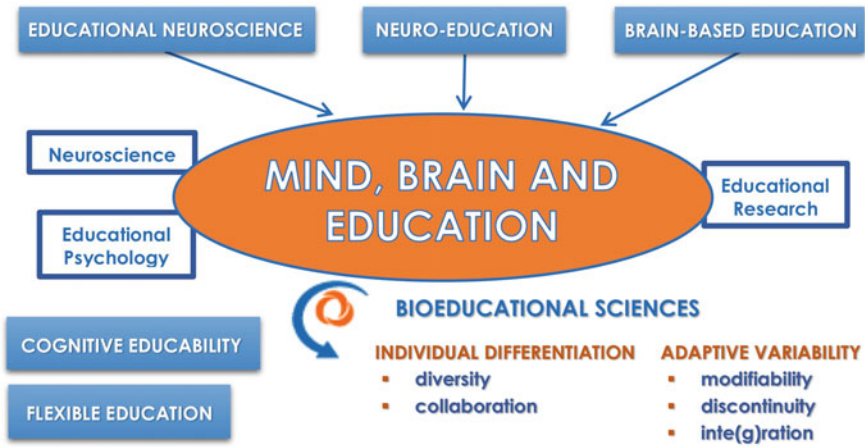 EDUCATIONAL NEUROSCIENCE
NEURO-EDUCATION
BRAIN-BASED EDUCATION
Neuroscience
MIND, BRAIN AND
EDUCATION
Educational
Research
Educational
Psychology
BIOEDUCATIONAL SCIENCES
COGNITIVE EDUCABILITY
FLEXIBLE EDUCATION
INDIVIDUAL DIFFERENTIATION
▪ diversity
▪ collaboration
ADAPTIVE VARIABILITY
▪ modifiability
▪ discontinuity
▪ inte(g)ration